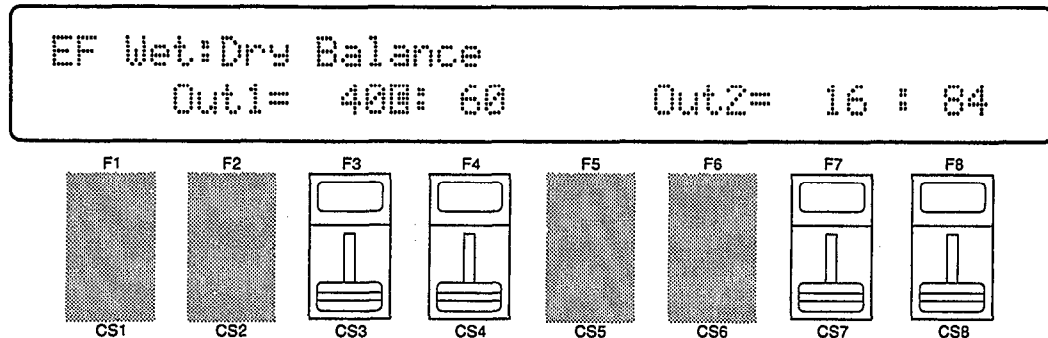 EF Wet:Dry Balance
Out1= 40 : 60 Out2= 16 : 84
F1 F2 F3 F4 F5 F6 F7 F8
CS1 CS2 CS3 CS4 CS5 CS6 CS7 CS8